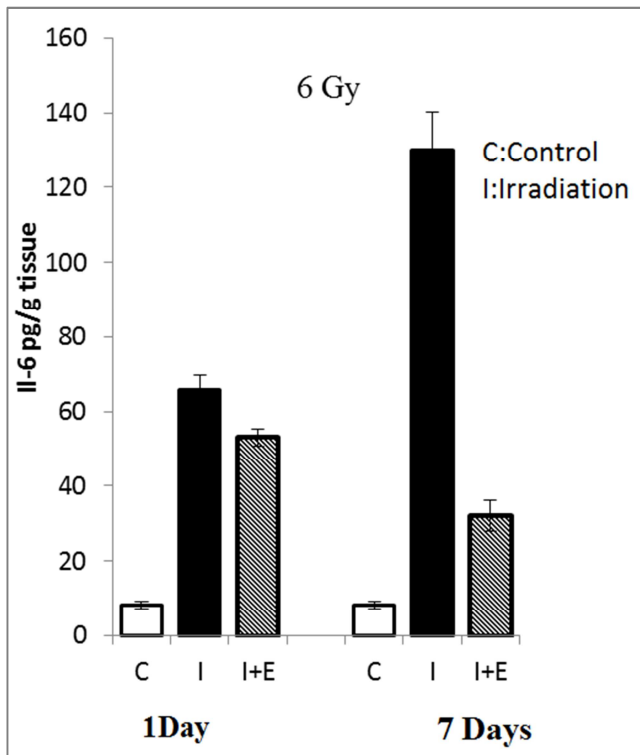 160
6 Gy
140
C:Control
I:Irradiation
120
100
80
60
40
20
0
Il-6 pg/g tissue
C I I+E C I I+E
1Day 7 Days